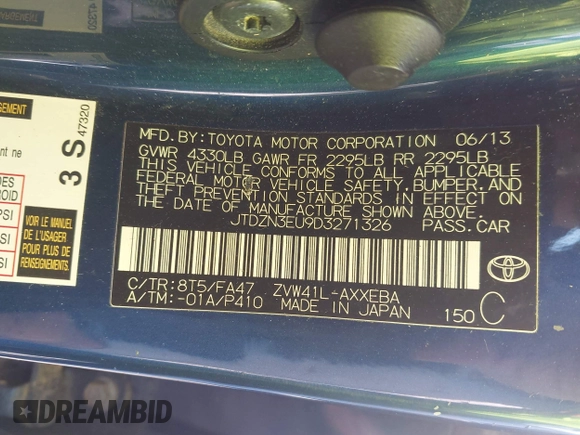 MFD. BY: TOYOTA MOTOR CORPORATION 06/13
GVWR 4330LB GAWR FR 2295LB RR 2295LB
THIS VEHICLE CONFORMS TO ALL APPLICABLE
FEDERAL MOTOR VEHICLE SAFETY, BUMPER, AND
THEFT PREVENTION STANDARDS IN EFFECT ON
THE DATE OF MANUFACTURE SHOWN ABOVE.
JTDZN3EU9D3271326 PASS. CAR
C/TR: 8T5/FA47 ZVW41L-AXXEBA
A/TM: -01A/P410 MADE IN JAPAN
150 C
3 S 47320
PSI
VOIR LE MANUEL
DE L'USAGER
POUR PLUS DE
RENSEIGNEMENTS.
DREAMBID